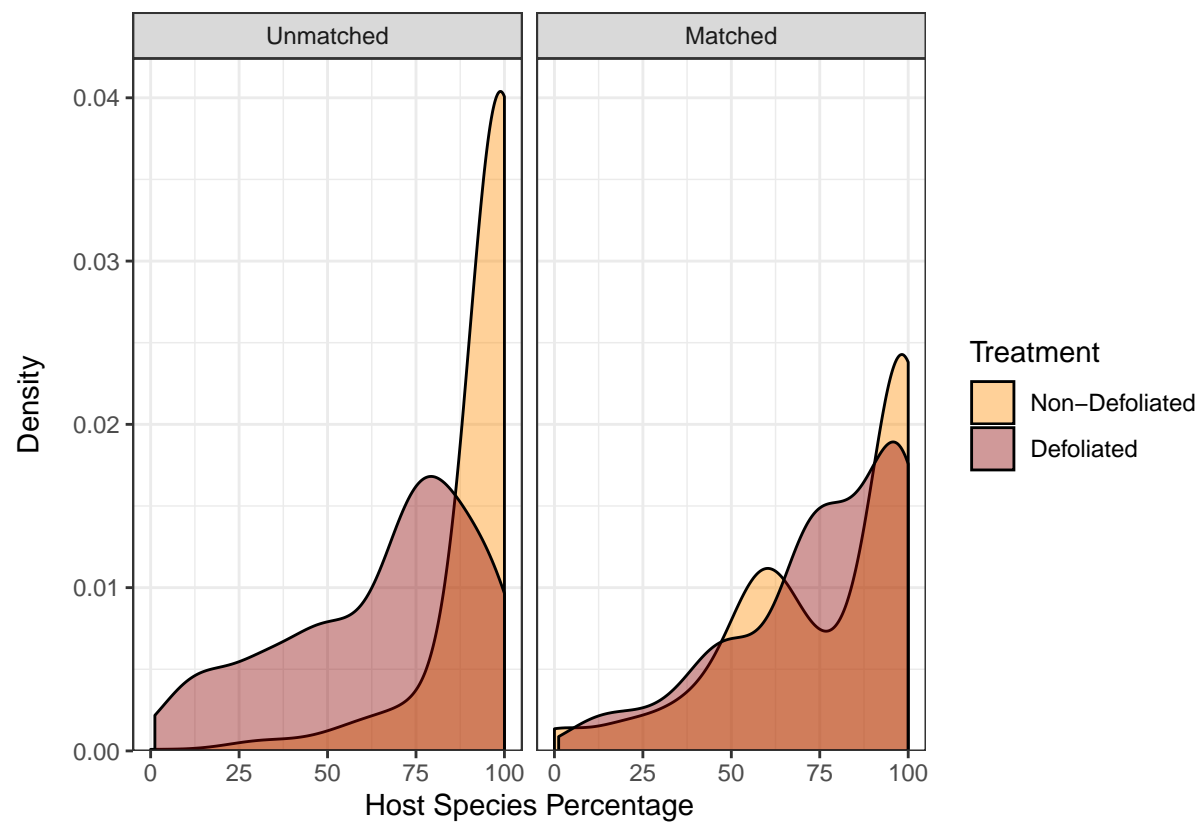 Unmatched
Matched
Density
0.04
0.03
0.02
0.01
0.00
0 25 50 75 100
0 25 50 75 100
Host Species Percentage
Treatment
Non−Defoliated
Defoliated